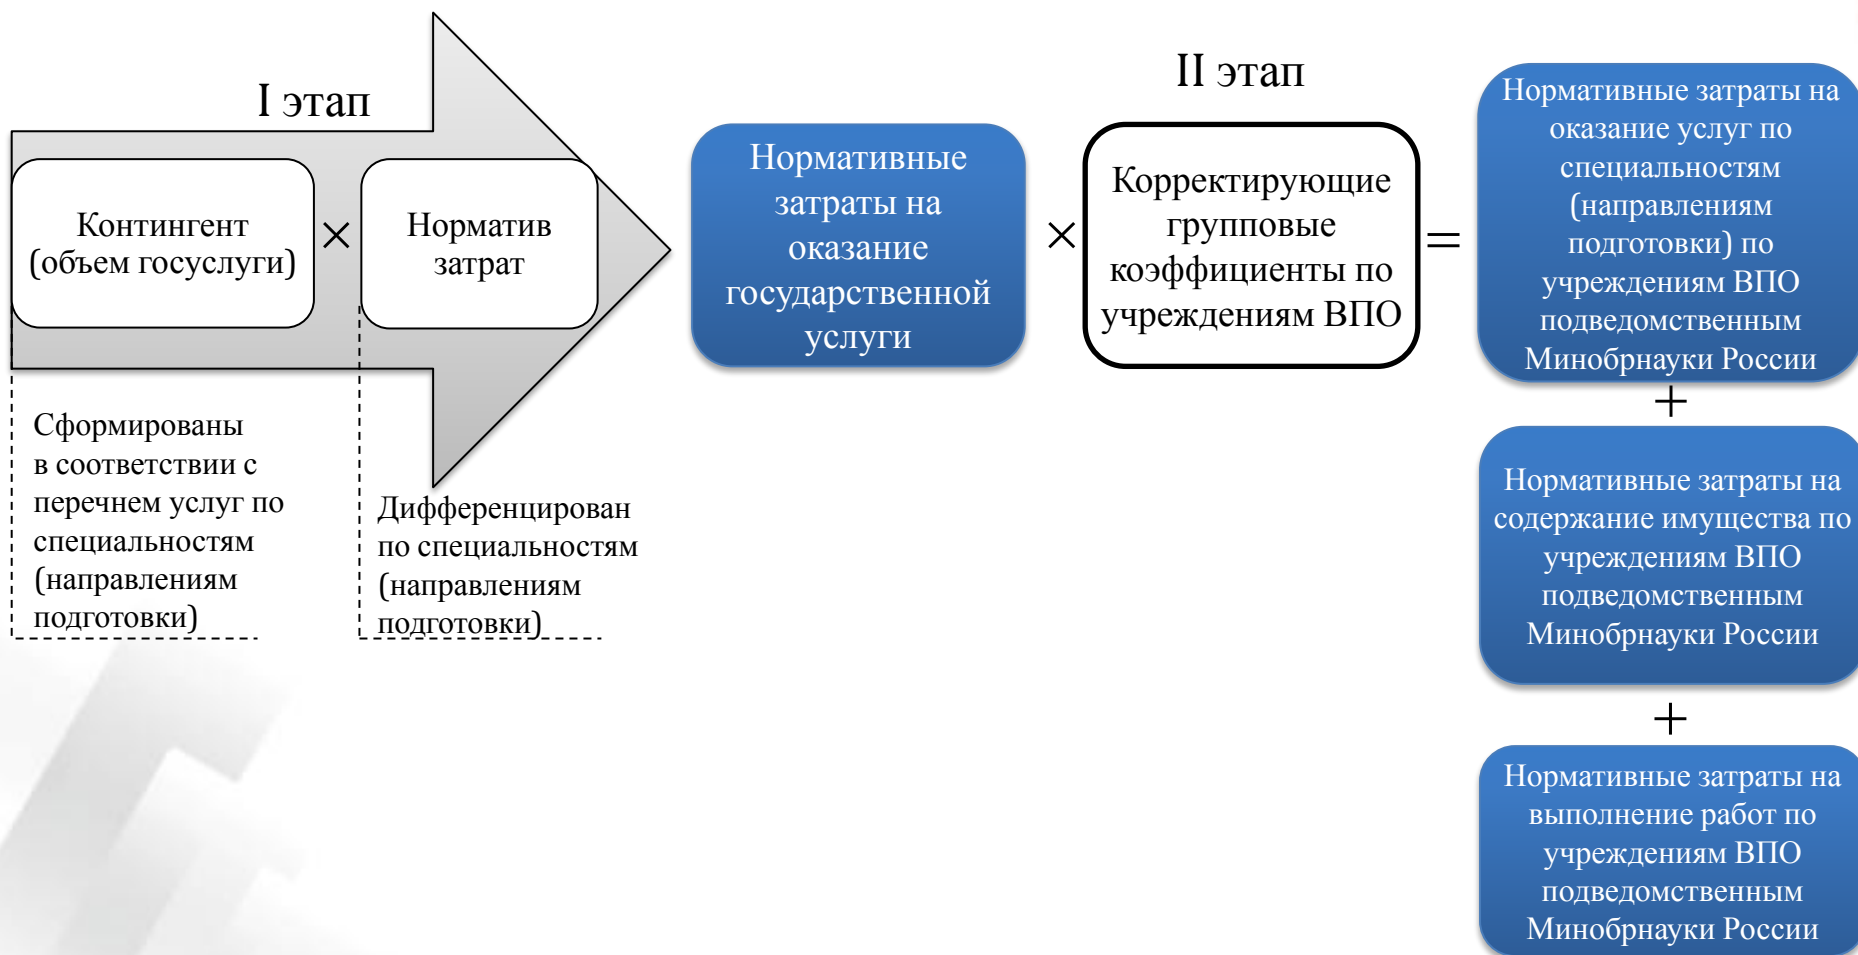 I этап
Контингент
(объем госуслуги)
×
Норматив
затрат
Сформированы
в соответствии с
перечнем услуг по
специальностям
(направлениям
подготовки)
Дифференцирован
по специальностям
(направлениям
подготовки)
Нормативные
затраты на
оказание
государственной
услуги
×
II этап
Корректирующие
групповые
коэффициенты по
учреждениям ВПО
=
Нормативные затраты на
оказание услуг по
специальностям
(направлениям
подготовки) по
учреждениям ВПО
подведомственным
Минобрнауки России
+
Нормативные затраты на
содержание имущества по
учреждениям ВПО
подведомственным
Минобрнауки России
+
Нормативные затраты на
выполнение работ по
учреждениям ВПО
подведомственным
Минобрнауки России